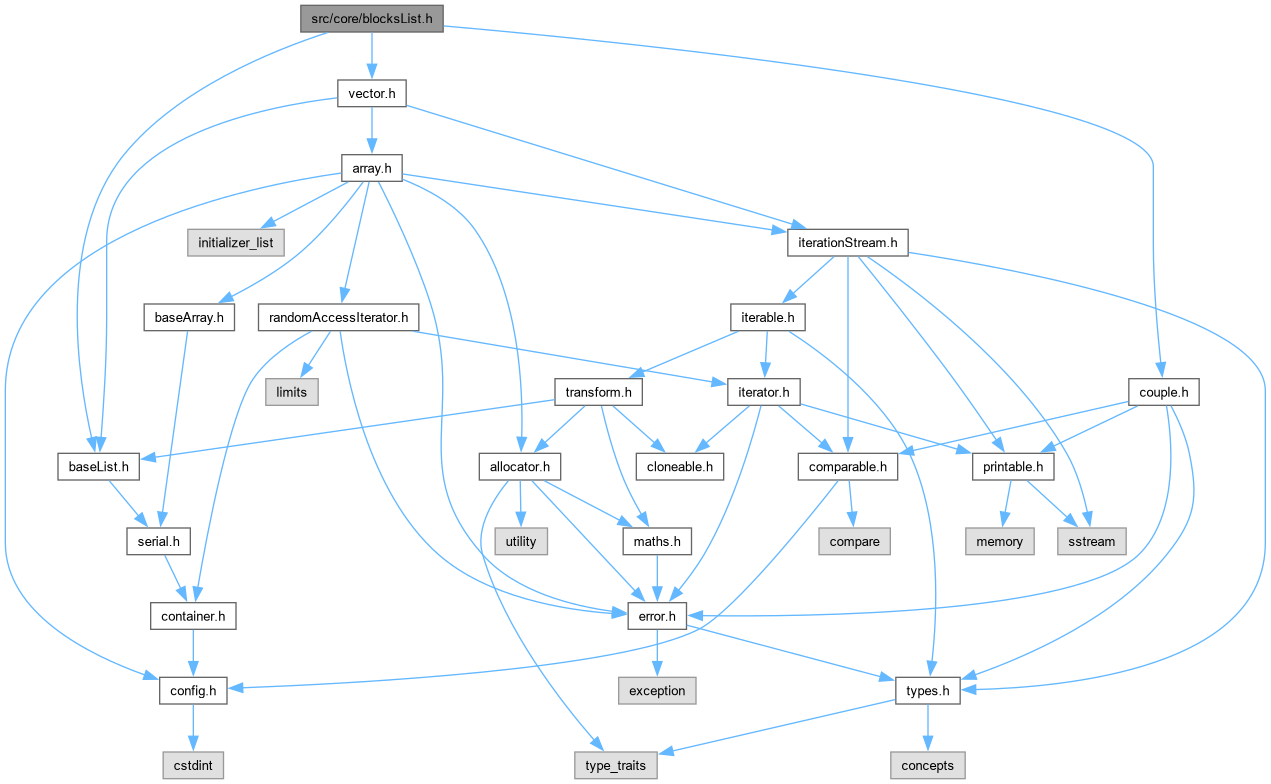 src/core/blocksList.h
vector.h
array.h
initializer_list
iterationStream.h
baseArray.h
randomAccessIterator.h
iterable.h
limits
transform.h
iterator.h
couple.h
baseList.h
allocator.h
cloneable.h
comparable.h
printable.h
serial.h
utility
maths.h
compare
memory
sstream
container.h
error.h
config.h
exception
types.h
cstdint
type_traits
concepts